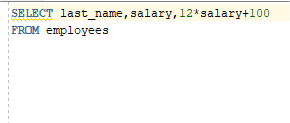 SELECT last_name,salary,12*salary+100
FROM employees